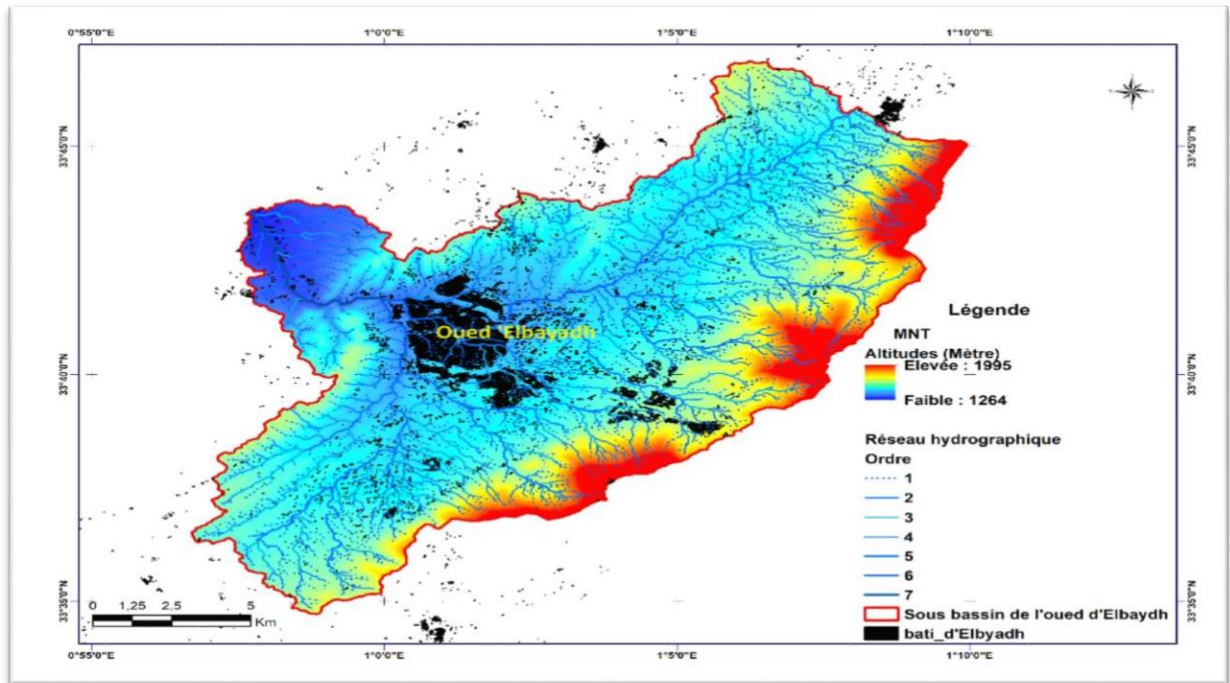 0°55'0"E 1°0'0"E 1°5'0"E 1°10'0"E
33°45'0"N 33°45'0"N
Oued 'Elbayadh
Légende
MNT
Altitudes (Mètre)
Elevée : 1995
Faible : 1264
33°40'0"N 33°40'0"N
Réseau hydrographique
Ordre
1
2
3
4
5
6
7
Sous bassin de l'oued d'Elbaydh
bati_d'Elbyadh
33°35'0"N 33°35'0"N
0 1,25 2,5 5
Km
0°55'0"E 1°0'0"E 1°5'0"E 1°10'0"E